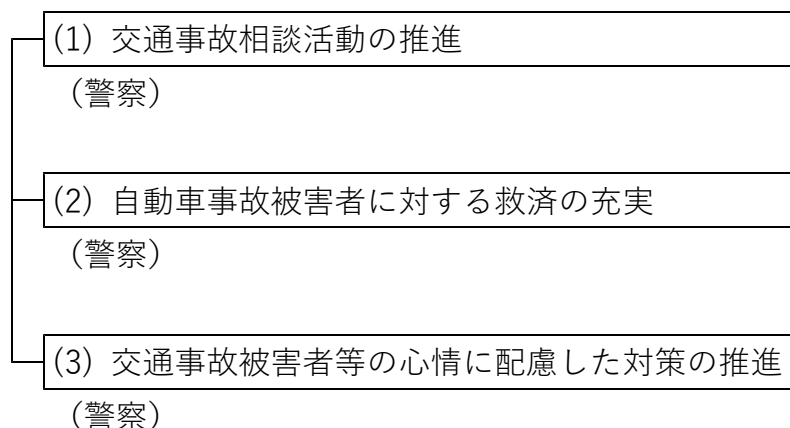 (1) 交通事故相談活動の推進
（警察）
(2) 自動車事故被害者に対する救済の充実
（警察）
(3) 交通事故被害者等の心情に配慮した対策の推進
（警察）